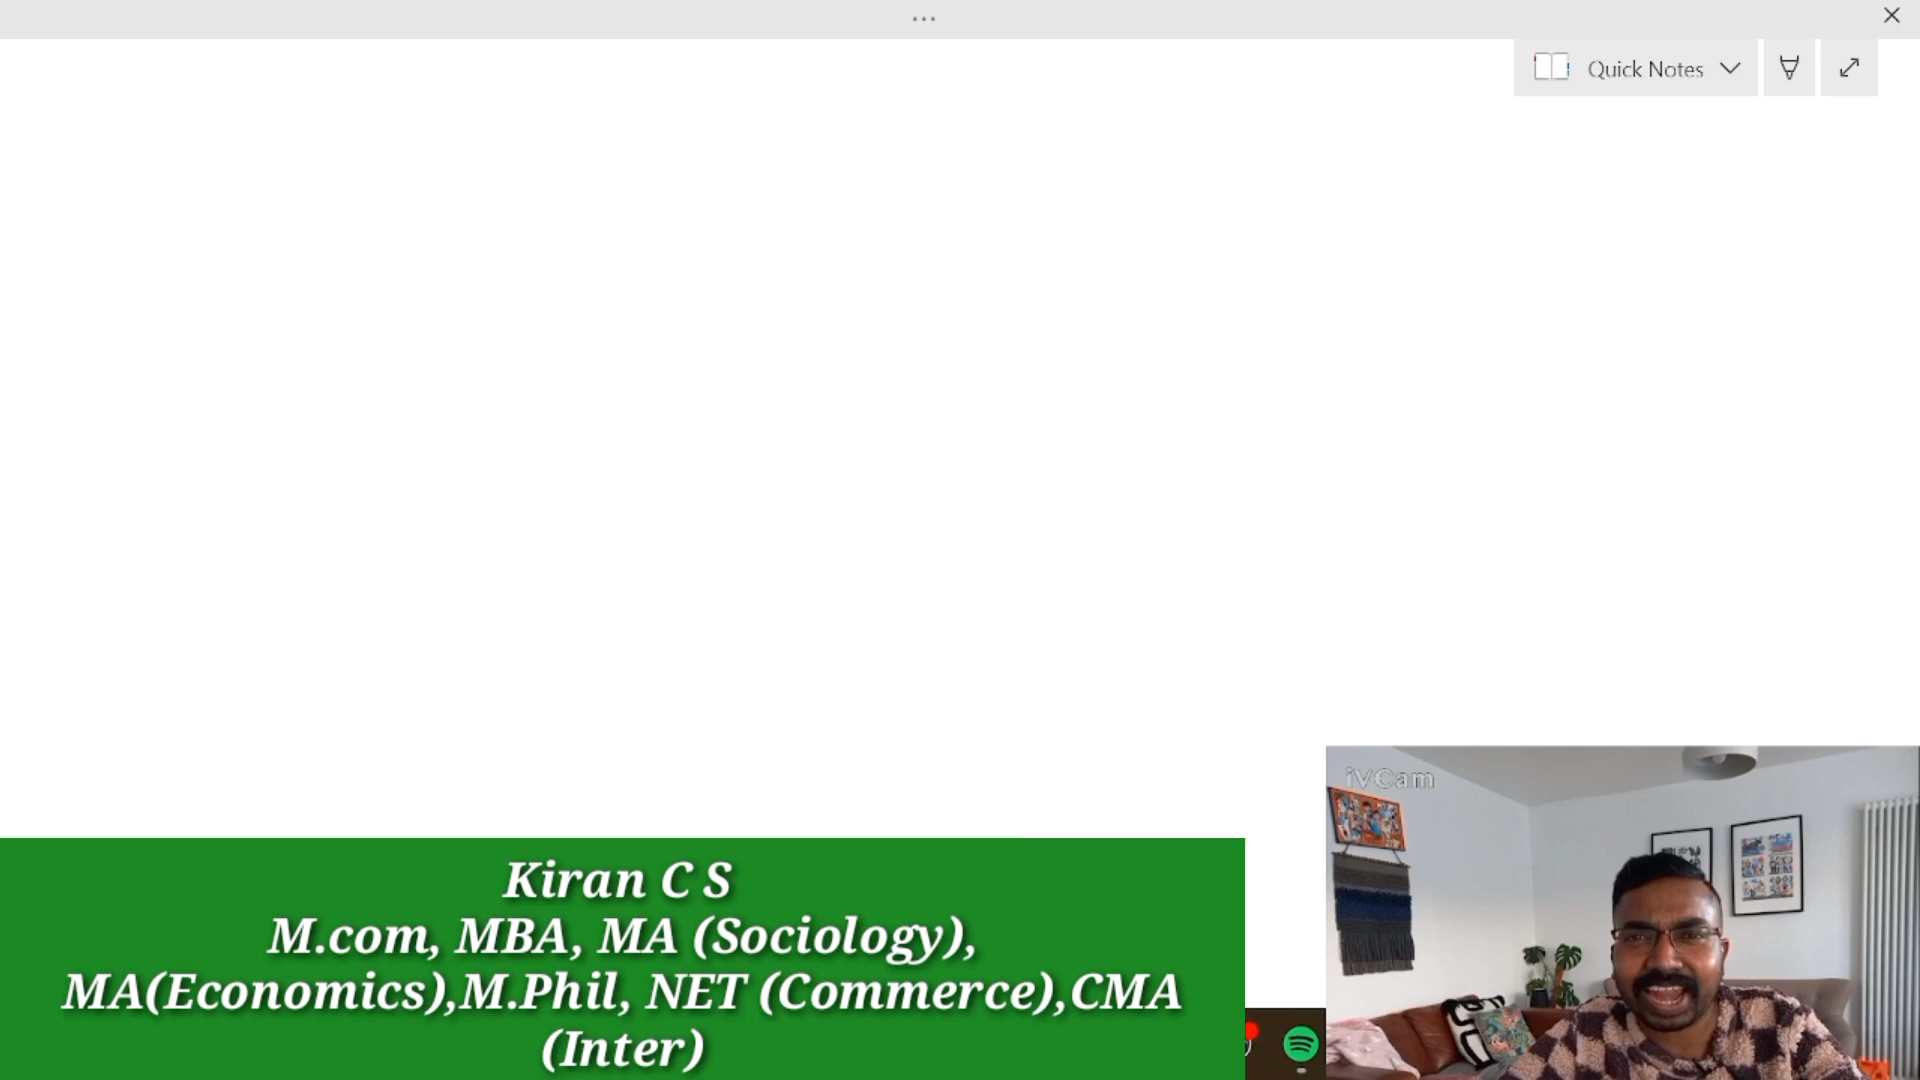 Quick Notes
iVCam
Kiran C S
M.com, MBA, MA (Sociology),
MA(Economics),M.Phil, NET (Commerce),CMA
(Inter)